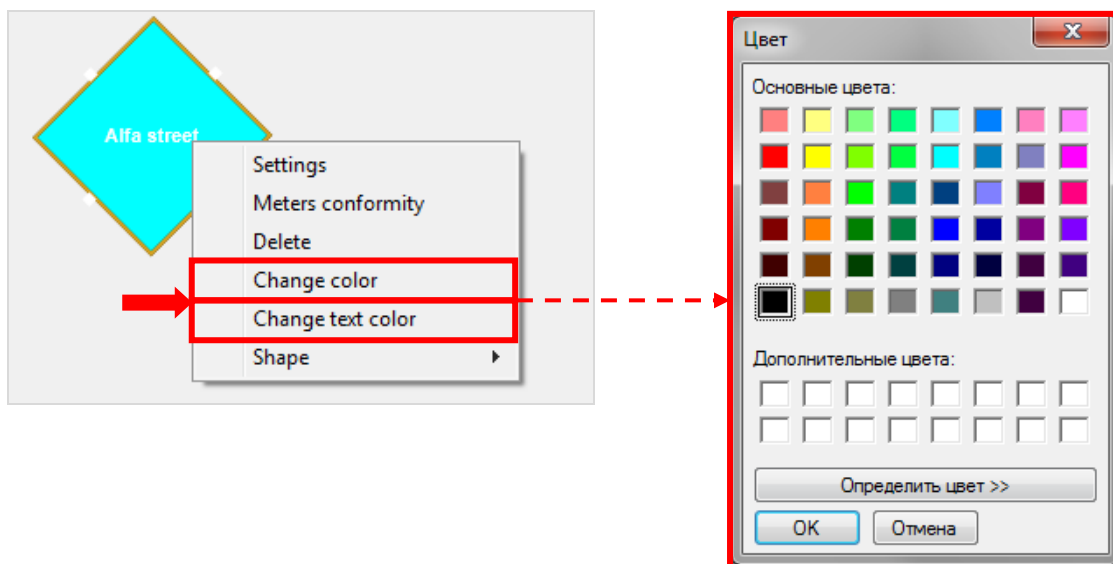 Alfa street
Settings
Meters conformity
Delete
Change color
Change text color
Shape
Цвет
Основные цвета:
Дополнительные цвета:
Определить цвет >>
OK
Отмена